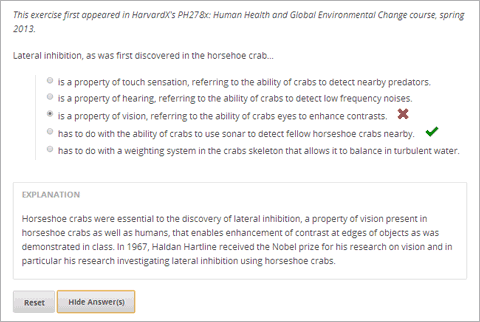 This exercise first appeared in HarvardX's PH278x: Human Health and Global Environmental Change course, spring
2013.
Lateral inhibition, as was first discovered in the horsehoe crab...
is a property of touch sensation, referring to the ability of crabs to detect nearby predators.
is a property of hearing, referring to the ability of crabs to detect low frequency noises.
is a property of vision, referring to the ability of crabs eyes to enhance contrasts.
has to do with the ability of crabs to use sonar to detect fellow horseshoe crabs nearby.
has to do with a weighting system in the crabs skeleton that allows it to balance in turbulent water.
EXPLANATION
Horseshoe crabs were essential to the discovery of lateral inhibition, a property of vision present in
horseshoe crabs as well as humans, that enables enhancement of contrast at edges of objects as was
demonstrated in class. In 1967, Haldan Hartline received the Nobel prize for his research on vision and in
particular his research investigating lateral inhibition using horseshoe crabs.
Reset
Hide Answer(s)